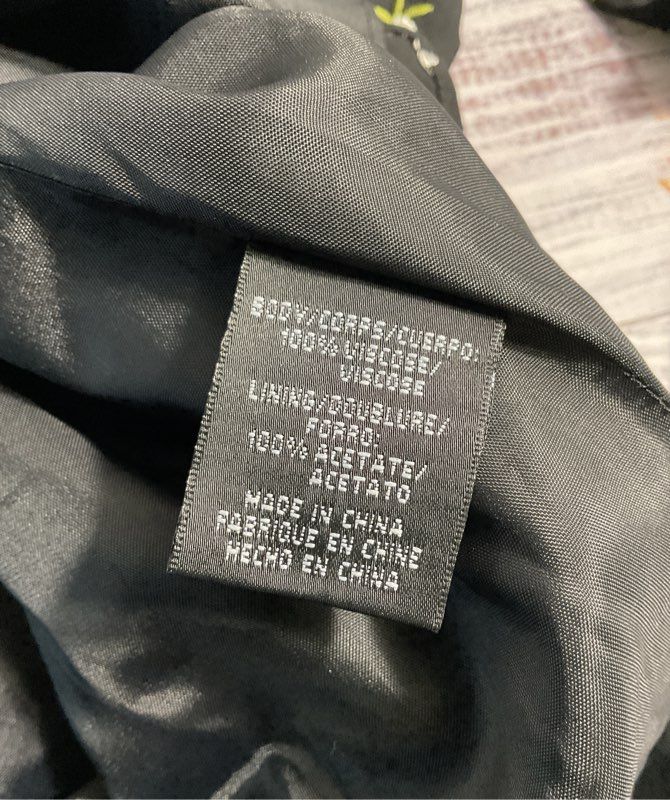 BODY/CORPS/CUERPO:
100% VISCOSE/
VISCOSE
LINING/DOUBLURE/
FORRO:
100% ACETATE/
ACETATO
MADE IN CHINA
FABRIQUE EN CHINE
HECHO EN CHINA